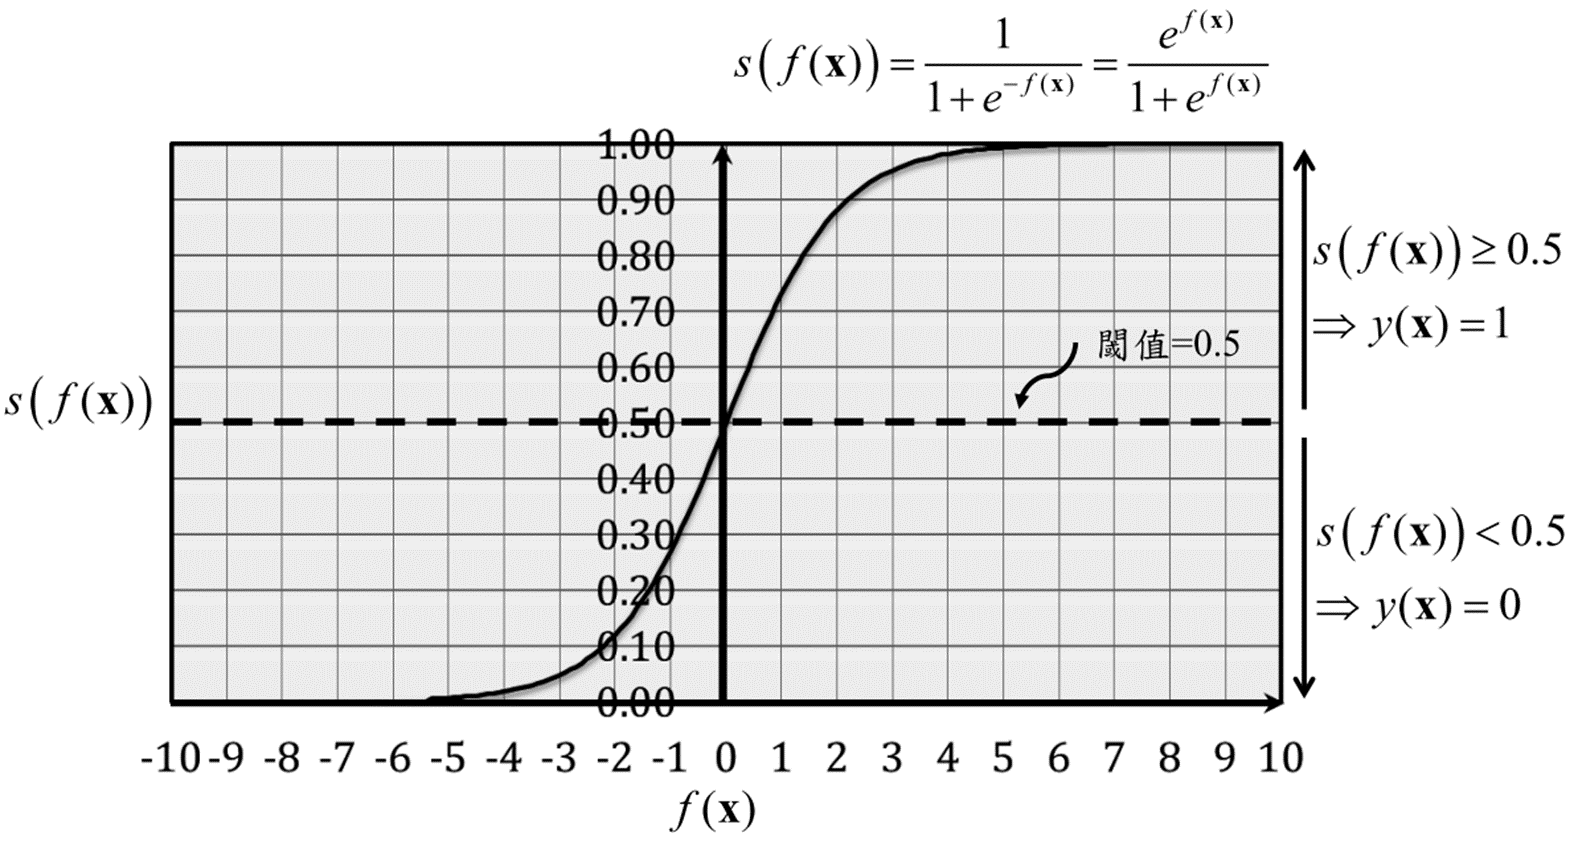 s(f(x)) = 1 / (1 + e^{-f(x)}) = e^{f(x)} / (1 + e^{f(x)})
1.00
0.90
0.80
0.70
0.60
0.50
0.40
0.30
0.20
0.10
0.00
s(f(x))
閾值=0.5
s(f(x)) ≥ 0.5
⇒ y(x) = 1
s(f(x)) < 0.5
⇒ y(x) = 0
-10 -9 -8 -7 -6 -5 -4 -3 -2 -1 0 1 2 3 4 5 6 7 8 9 10
f(x)